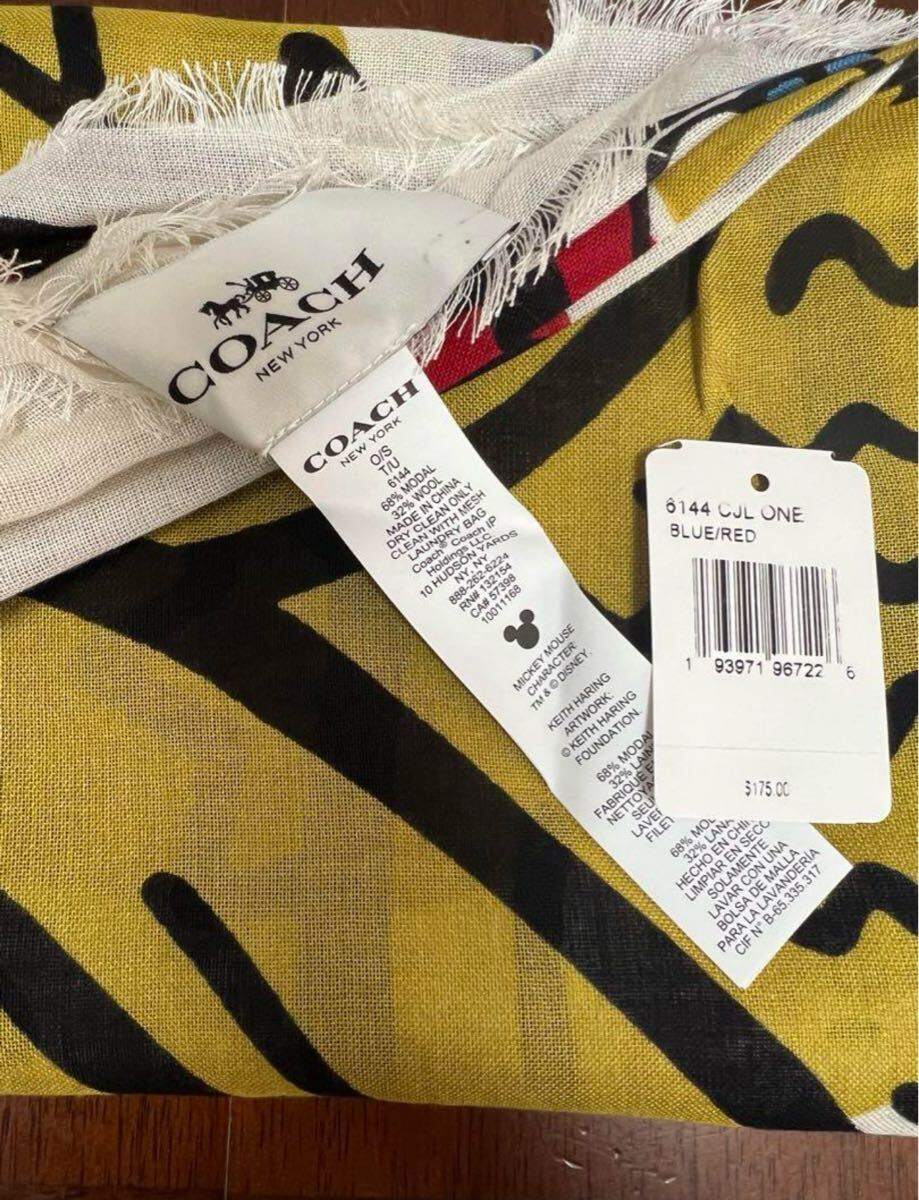 COACH
NEW YORK
COACH
NEW YORK
O/S
T/U
6144
68% MODAL
32% WOOL
MADE IN CHINA
DRY CLEAN ONLY
CLEAN WITH MESH
LAUNDRY BAG
Coach® Coach IP
Holdings LLC
10 HUDSON YARDS
NY, NY
888-262-6224
RN# 132154
CA# 57398
10011168
MICKEY MOUSE
CHARACTER:
TM & © DISNEY.
KEITH HARING
ARTWORK:
© KEITH HARING
FOUNDATION.
68% MODAL
32%
FABRIQUÉ
68%
32% LANA
HECHO EN
LIMPIAR EN SECO
SOLAMENTE
LAVAR CON UNA
BOLSA DE MALLA
PARA LA LAVANDERIA
CIF N° B-65.335.317
6144 CJL ONE
BLUE/RED
1 93971 96722 6
$175.00